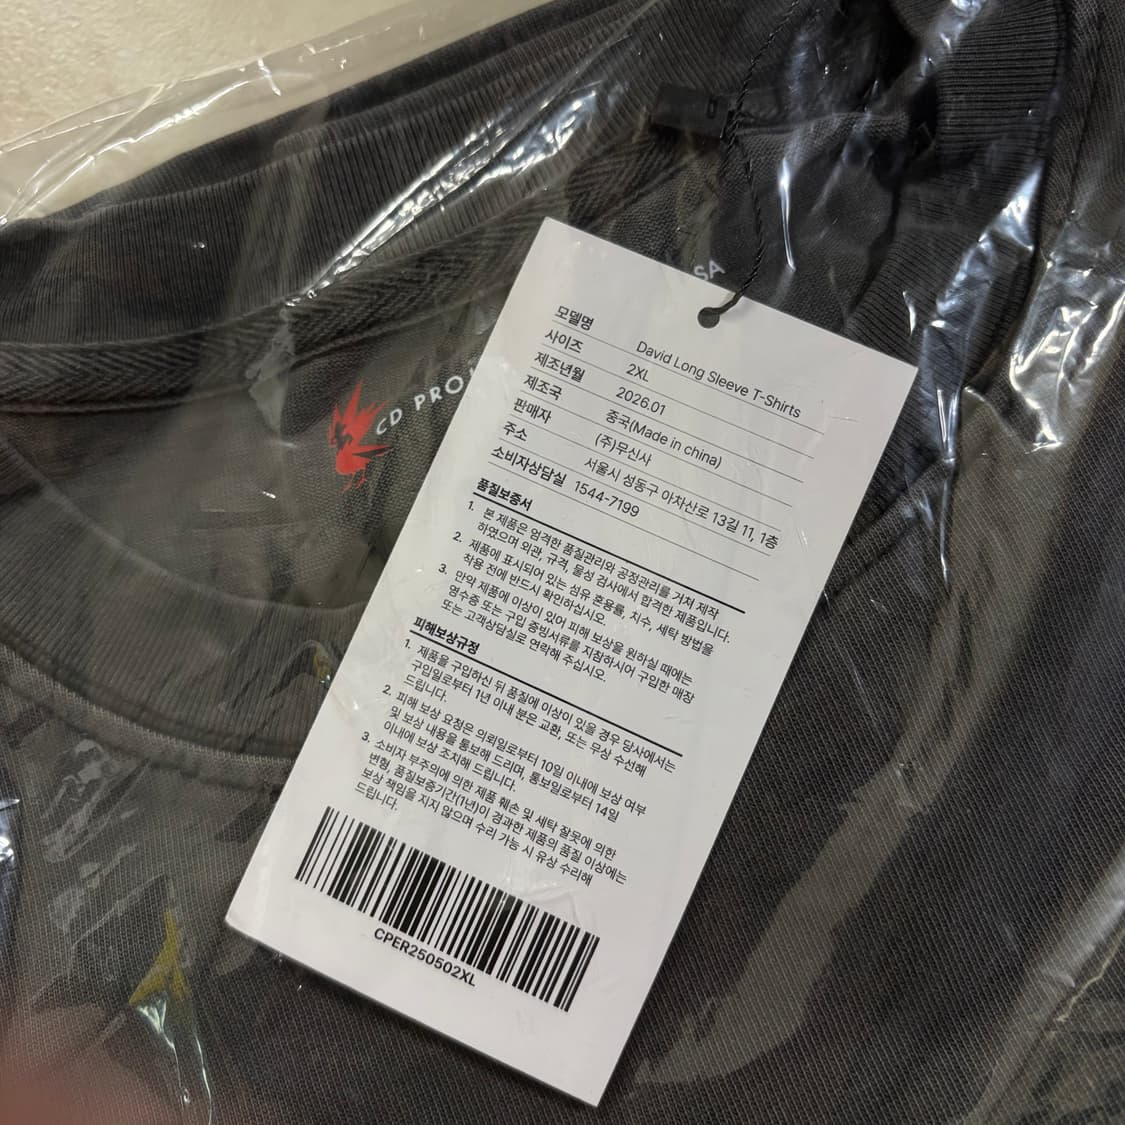 SA
CD PRO
모델명 David Long Sleeve T-Shirts
사이즈 2XL
제조년월 2026.01
제조국 중국(Made in china)
판매자 (주)무신사
주소 서울시 성동구 아차산로 13길 11, 1층
소비자상담실 1544-7199
품질보증서
1. 본 제품은 엄격한 품질관리와 공정관리를 거쳐 제작
하였으며 외관, 규격, 물성 검사에서 합격한 제품입니다.
2. 제품에 표시되어 있는 섬유 혼용률, 치수, 세탁 방법을
착용 전에 반드시 확인하십시오.
3. 만약 제품에 이상이 있어 피해 보상을 원하실 때에는
영수증 또는 구입 증빙서류를 지참하시어 구입한 매장
또는 고객상담실로 연락해 주십시오.
피해보상규정
1. 제품을 구입하신 뒤 품질에 이상이 있을 경우 당사에서는
구입일로부터 1년 이내 분은 교환, 또는 무상 수선해
드립니다.
2. 피해 보상 요청은 의뢰일로부터 10일 이내에 보상 여부
및 보상 내용을 통보해 드리며, 통보일로부터 14일
이내에 보상 조치해 드립니다.
3. 소비자 부주의에 의한 제품 훼손 및 세탁 잘못에 의한
변형, 품질보증기간(1년)이 경과한 제품의 품질 이상에는
보상 책임을 지지 않으며 수리 가능 시 유상 수리해
드립니다.
CPER250502XL